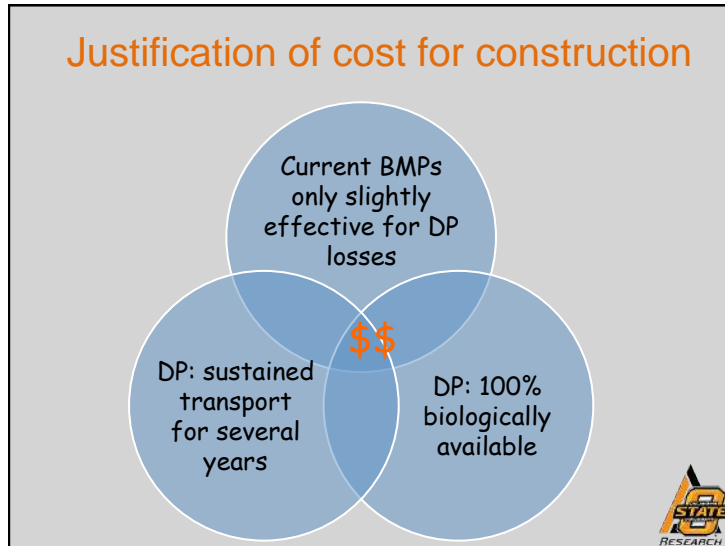 Justification of cost for construction
Current BMPs
only slightly
effective for DP
losses
$$
DP: sustained
transport
for several
years
DP: 100%
biologically
available
STATE
RESEARCH